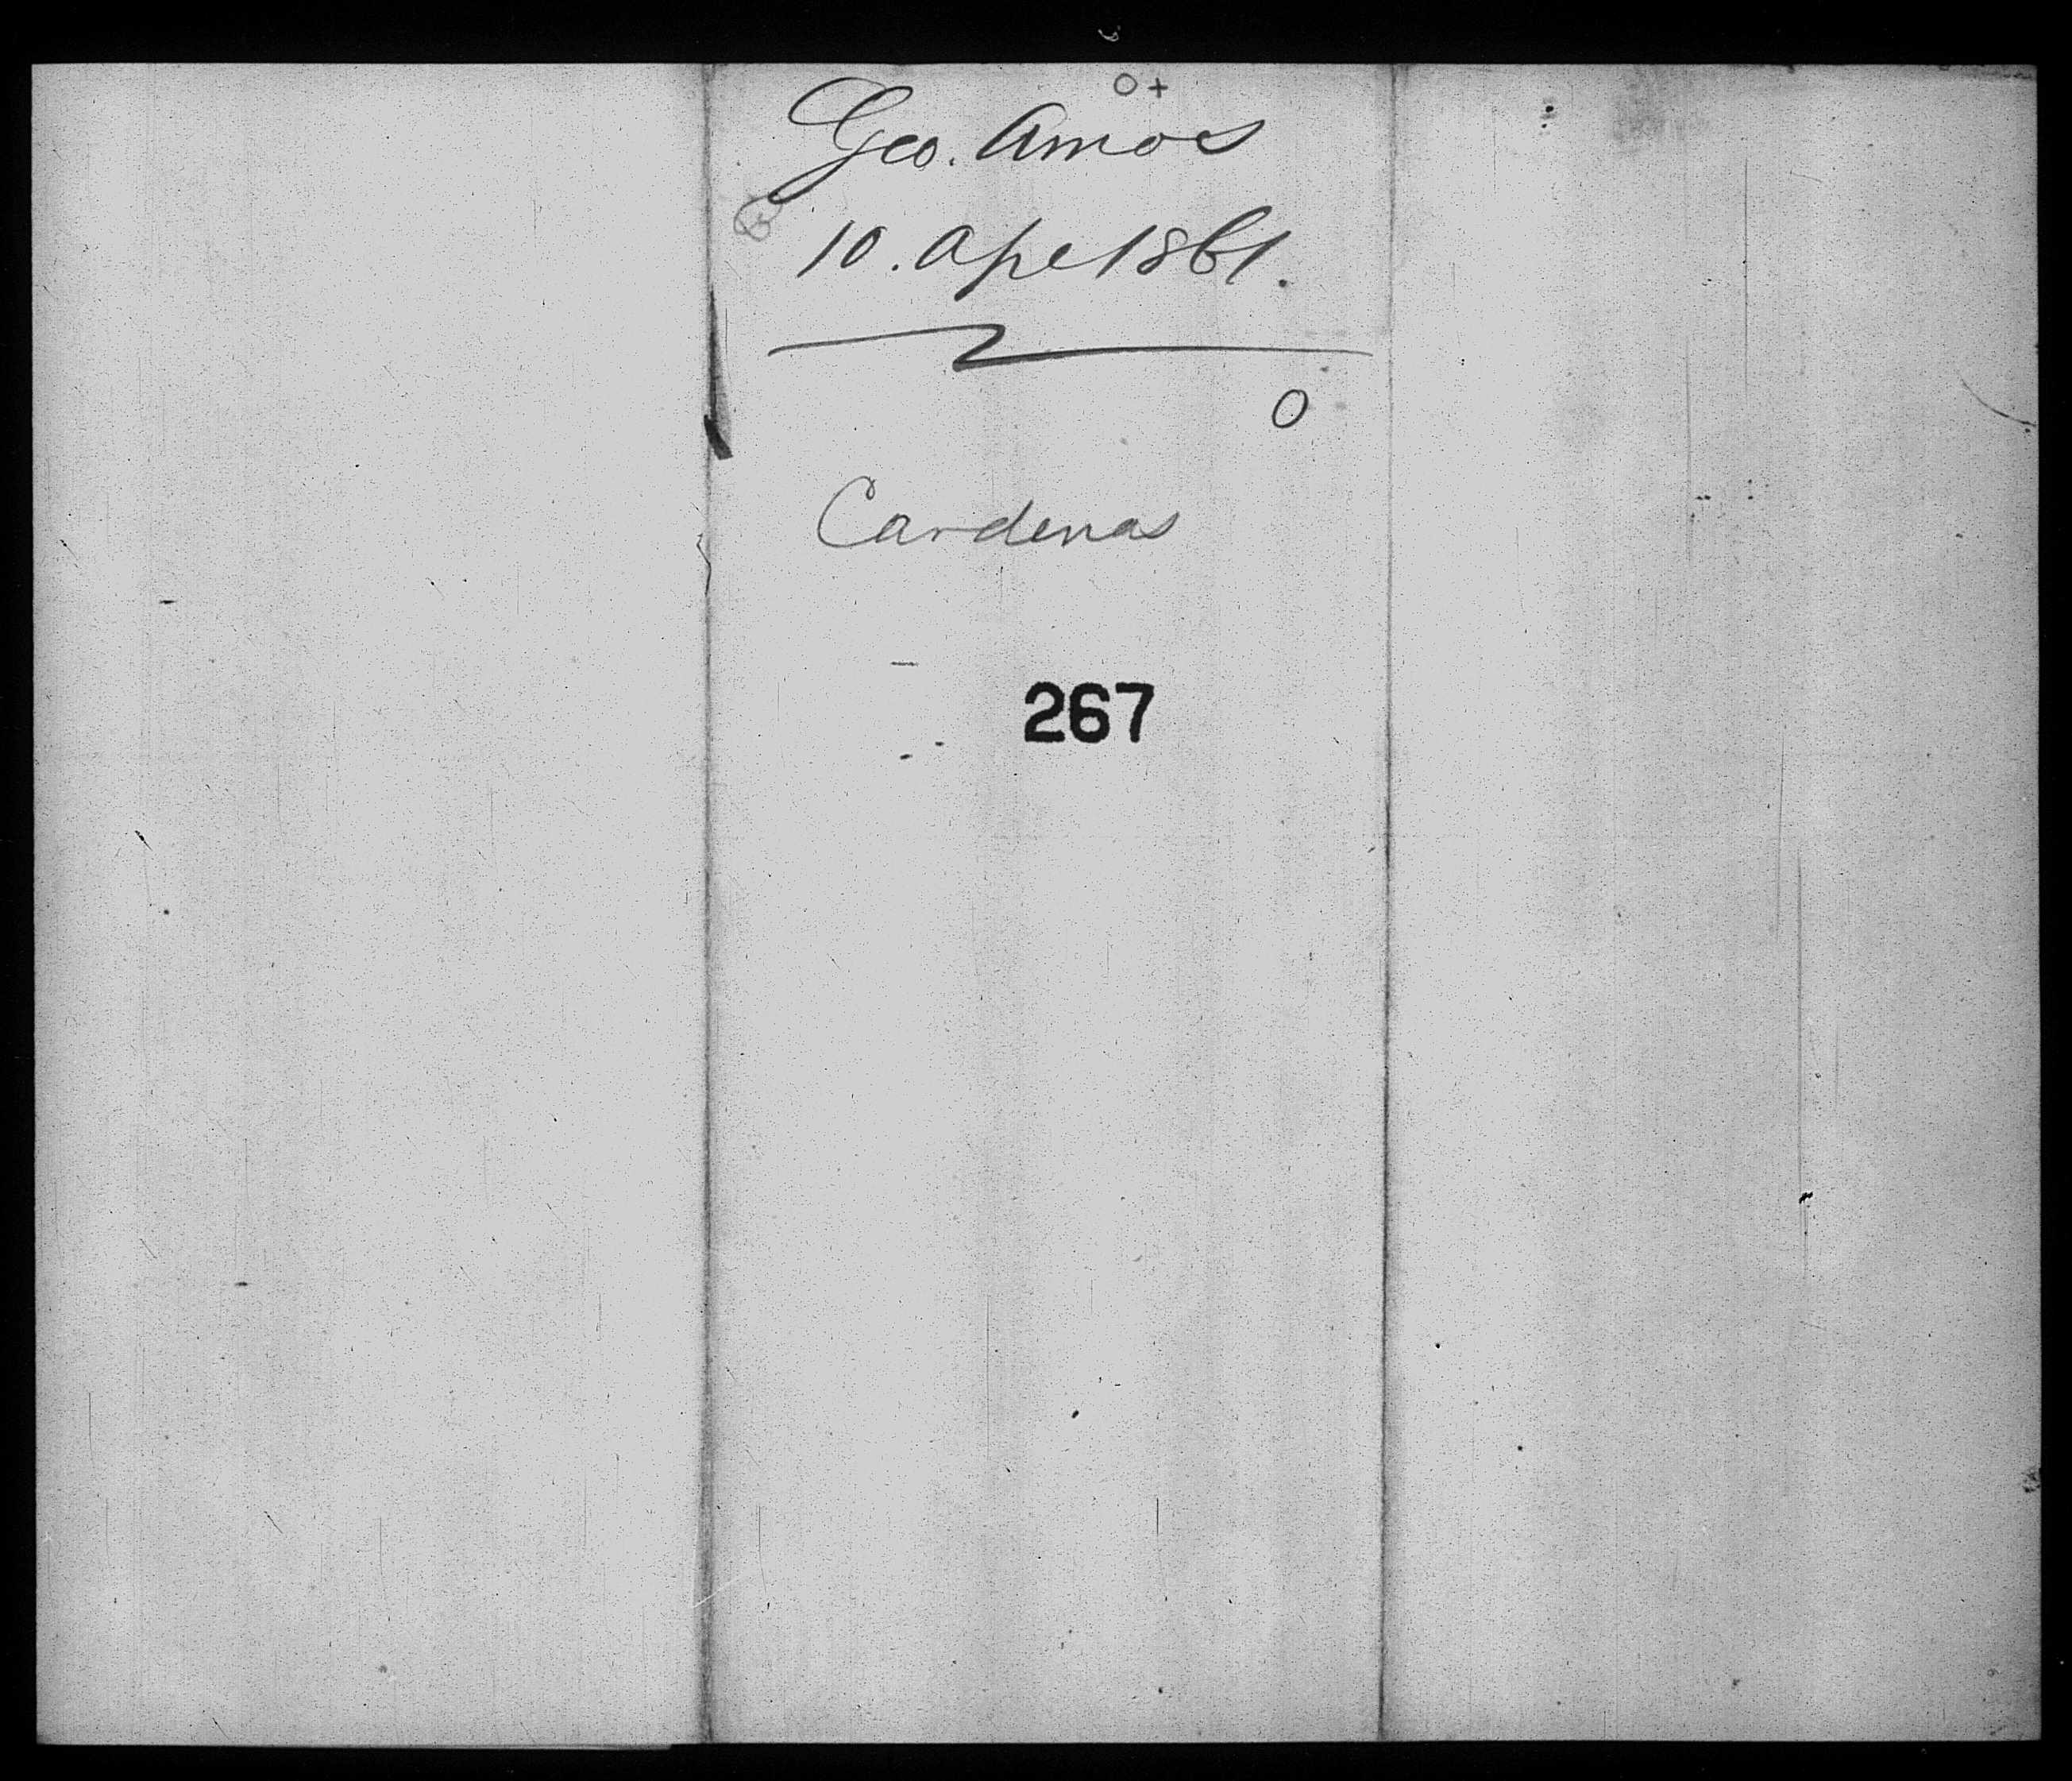 O+
Geo. Amos
10. Apl 1861.
O
Cardenas
267